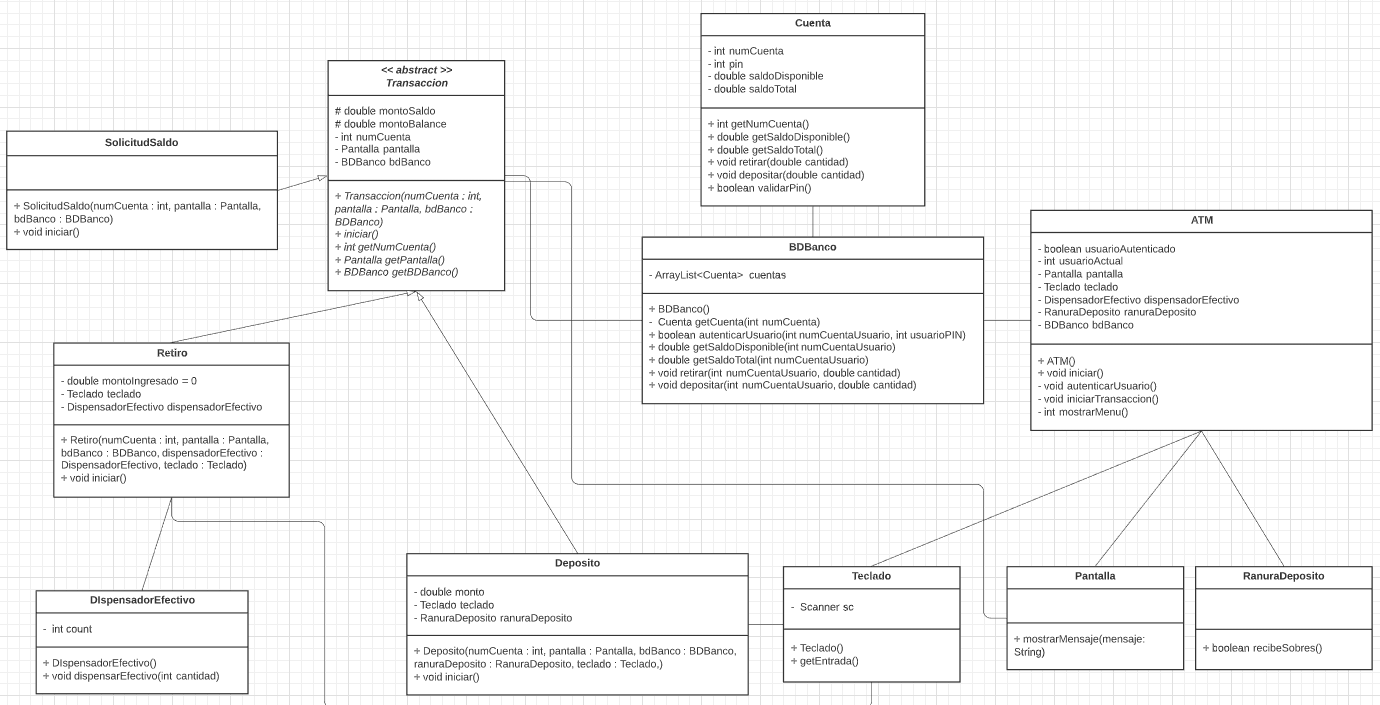 Cuenta
- int numCuenta
- int pin
- double saldoDisponible
- double saldoTotal
+ int getNumCuenta()
+ double getSaldoDisponible()
+ double getSaldoTotal()
+ void retirar(double cantidad)
+ void depositar(double cantidad)
+ boolean validarPin()
<< abstract >>
Transaccion
# double montoSaldo
# double montoBalance
- int numCuenta
- Pantalla pantalla
- BDBanco bdBanco
+ Transaccion(numCuenta : int,
pantalla : Pantalla, bdBanco :
BDBanco)
+ iniciar()
+ int getNumCuenta()
+ Pantalla getPantalla()
+ BDBanco getBDBanco()
SolicitudSaldo
+ SolicitudSaldo(numCuenta : int, pantalla : Pantalla,
bdBanco : BDBanco)
+ void iniciar()
BDBanco
- ArrayList<Cuenta> cuentas
+ BDBanco()
- Cuenta getCuenta(int numCuenta)
+ boolean autenticarUsuario(int numCuentaUsuario, int usuarioPIN)
+ double getSaldoDisponible(int numCuentaUsuario)
+ double getSaldoTotal(int numCuentaUsuario)
+ void retirar(int numCuentaUsuario, double cantidad)
+ void depositar(int numCuentaUsuario, double cantidad)
ATM
- boolean usuarioAutenticado
- int usuarioActual
- Pantalla pantalla
- Teclado teclado
- DispensadorEfectivo dispensadorEfectivo
- RanuraDeposito ranuraDeposito
- BDBanco bdBanco
+ ATM()
+ void iniciar()
- void autenticarUsuario()
- void iniciarTransaccion()
- int mostrarMenu()
Retiro
- double montoIngresado = 0
- Teclado teclado
- DispensadorEfectivo dispensadorEfectivo
+ Retiro(numCuenta : int, pantalla : Pantalla,
bdBanco : BDBanco, dispensadorEfectivo :
DispensadorEfectivo, teclado : Teclado)
+ void iniciar()
DIspensadorEfectivo
- int count
+ DIspensadorEfectivo()
+ void dispensarEfectivo(int cantidad)
Deposito
- double monto
- Teclado teclado
- RanuraDeposito ranuraDeposito
+ Deposito(numCuenta : int, pantalla : Pantalla, bdBanco : BDBanco,
ranuraDeposito : RanuraDeposito, teclado : Teclado,)
+ void iniciar()
Teclado
- Scanner sc
+ Teclado()
+ getEntrada()
Pantalla
+ mostrarMensaje(mensaje:
String)
RanuraDeposito
+ boolean recibeSobres()